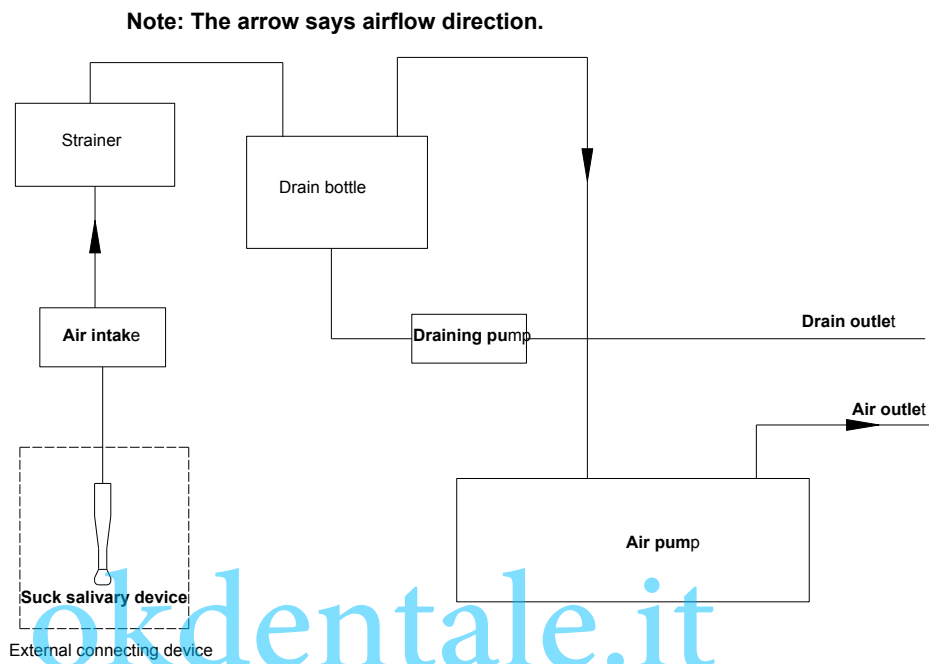 Note: The arrow says airflow direction.
Strainer
Drain bottle
Air intake
Draining pump
Drain outlet
Air outlet
Air pump
Suck salivary device
okdentale.it
External connecting device